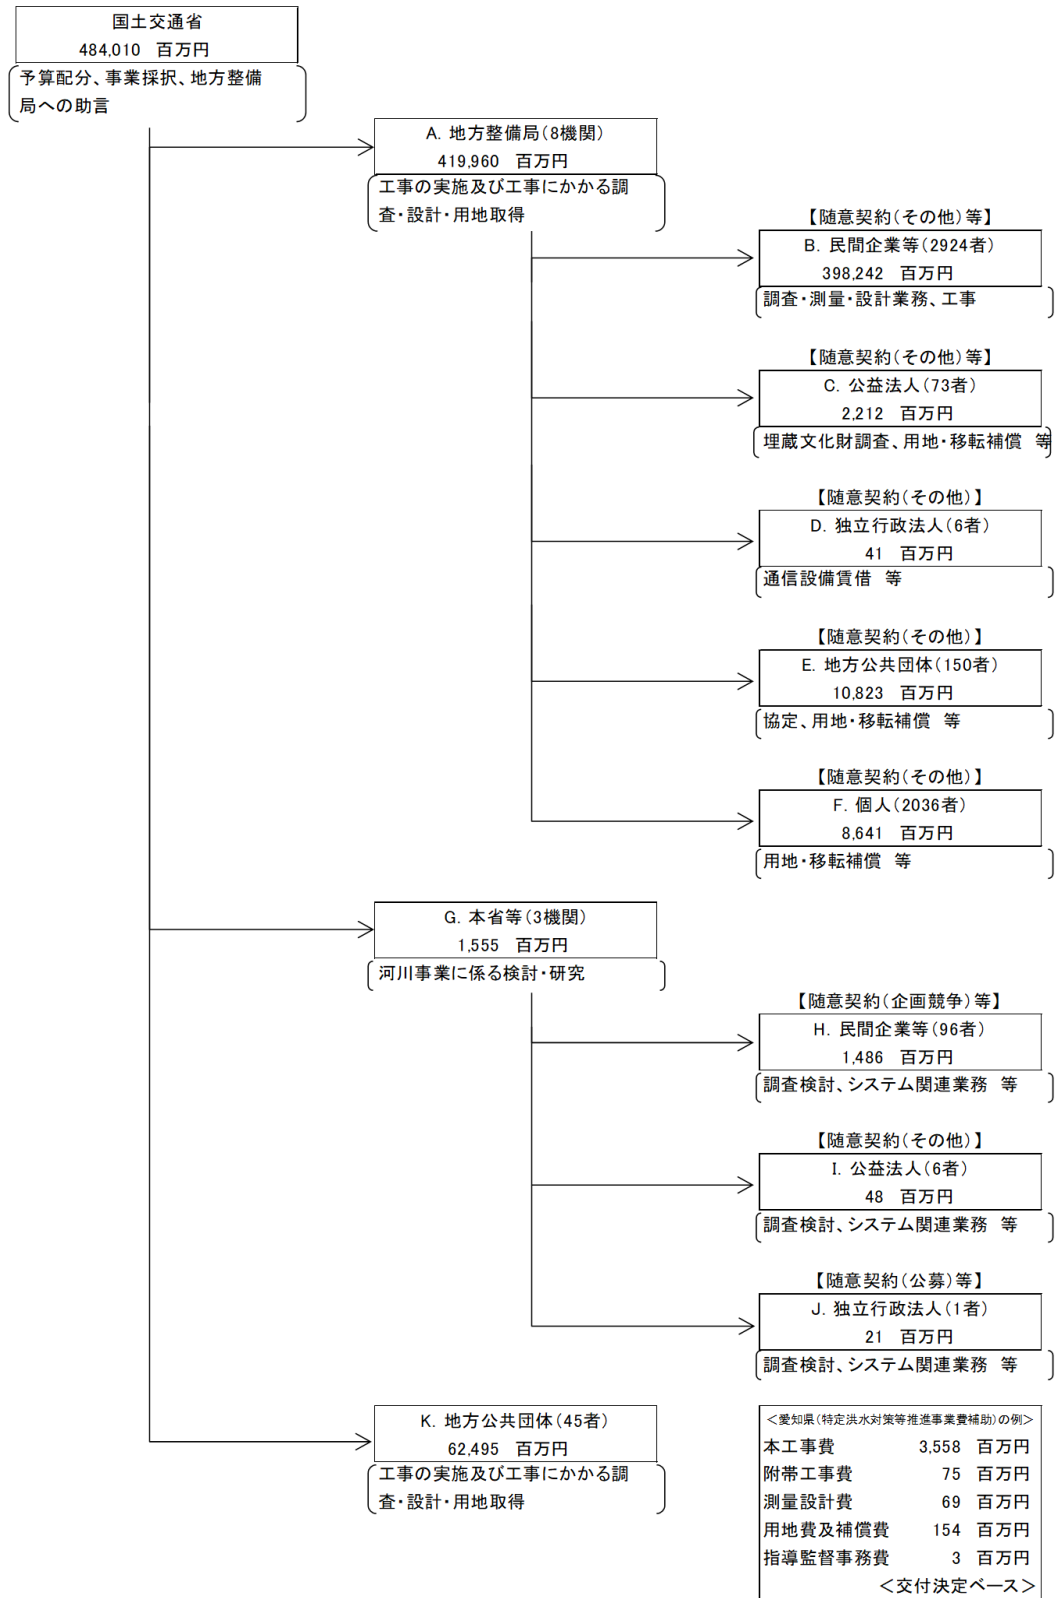 国土交通省
484,010 百万円
予算配分、事業採択、地方整備
局への助言
A. 地方整備局(8機関)
419,960 百万円
工事の実施及び工事にかかる調
査・設計・用地取得
【随意契約(その他)等】
B. 民間企業等(2924者)
398,242 百万円
調査・測量・設計業務、工事
【随意契約(その他)等】
C. 公益法人(73者)
2,212 百万円
埋蔵文化財調査、用地・移転補償 等
【随意契約(その他)】
D. 独立行政法人(6者)
41 百万円
通信設備賃借 等
【随意契約(その他)】
E. 地方公共団体(150者)
10,823 百万円
協定、用地・移転補償 等
【随意契約(その他)】
F. 個人(2036者)
8,641 百万円
用地・移転補償 等
G. 本省等(3機関)
1,555 百万円
河川事業に係る検討・研究
【随意契約(企画競争)等】
H. 民間企業等(96者)
1,486 百万円
調査検討、システム関連業務 等
【随意契約(その他)】
I. 公益法人(6者)
48 百万円
調査検討、システム関連業務 等
【随意契約(公募)等】
J. 独立行政法人(1者)
21 百万円
調査検討、システム関連業務 等
K. 地方公共団体(45者)
62,495 百万円
工事の実施及び工事にかかる調
査・設計・用地取得
<愛知県(特定洪水対策等推進事業費補助)の例>
本工事費 3,558 百万円
附帯工事費 75 百万円
測量設計費 69 百万円
用地費及補償費 154 百万円
指導監督事務費 3 百万円
<交付決定ベース>